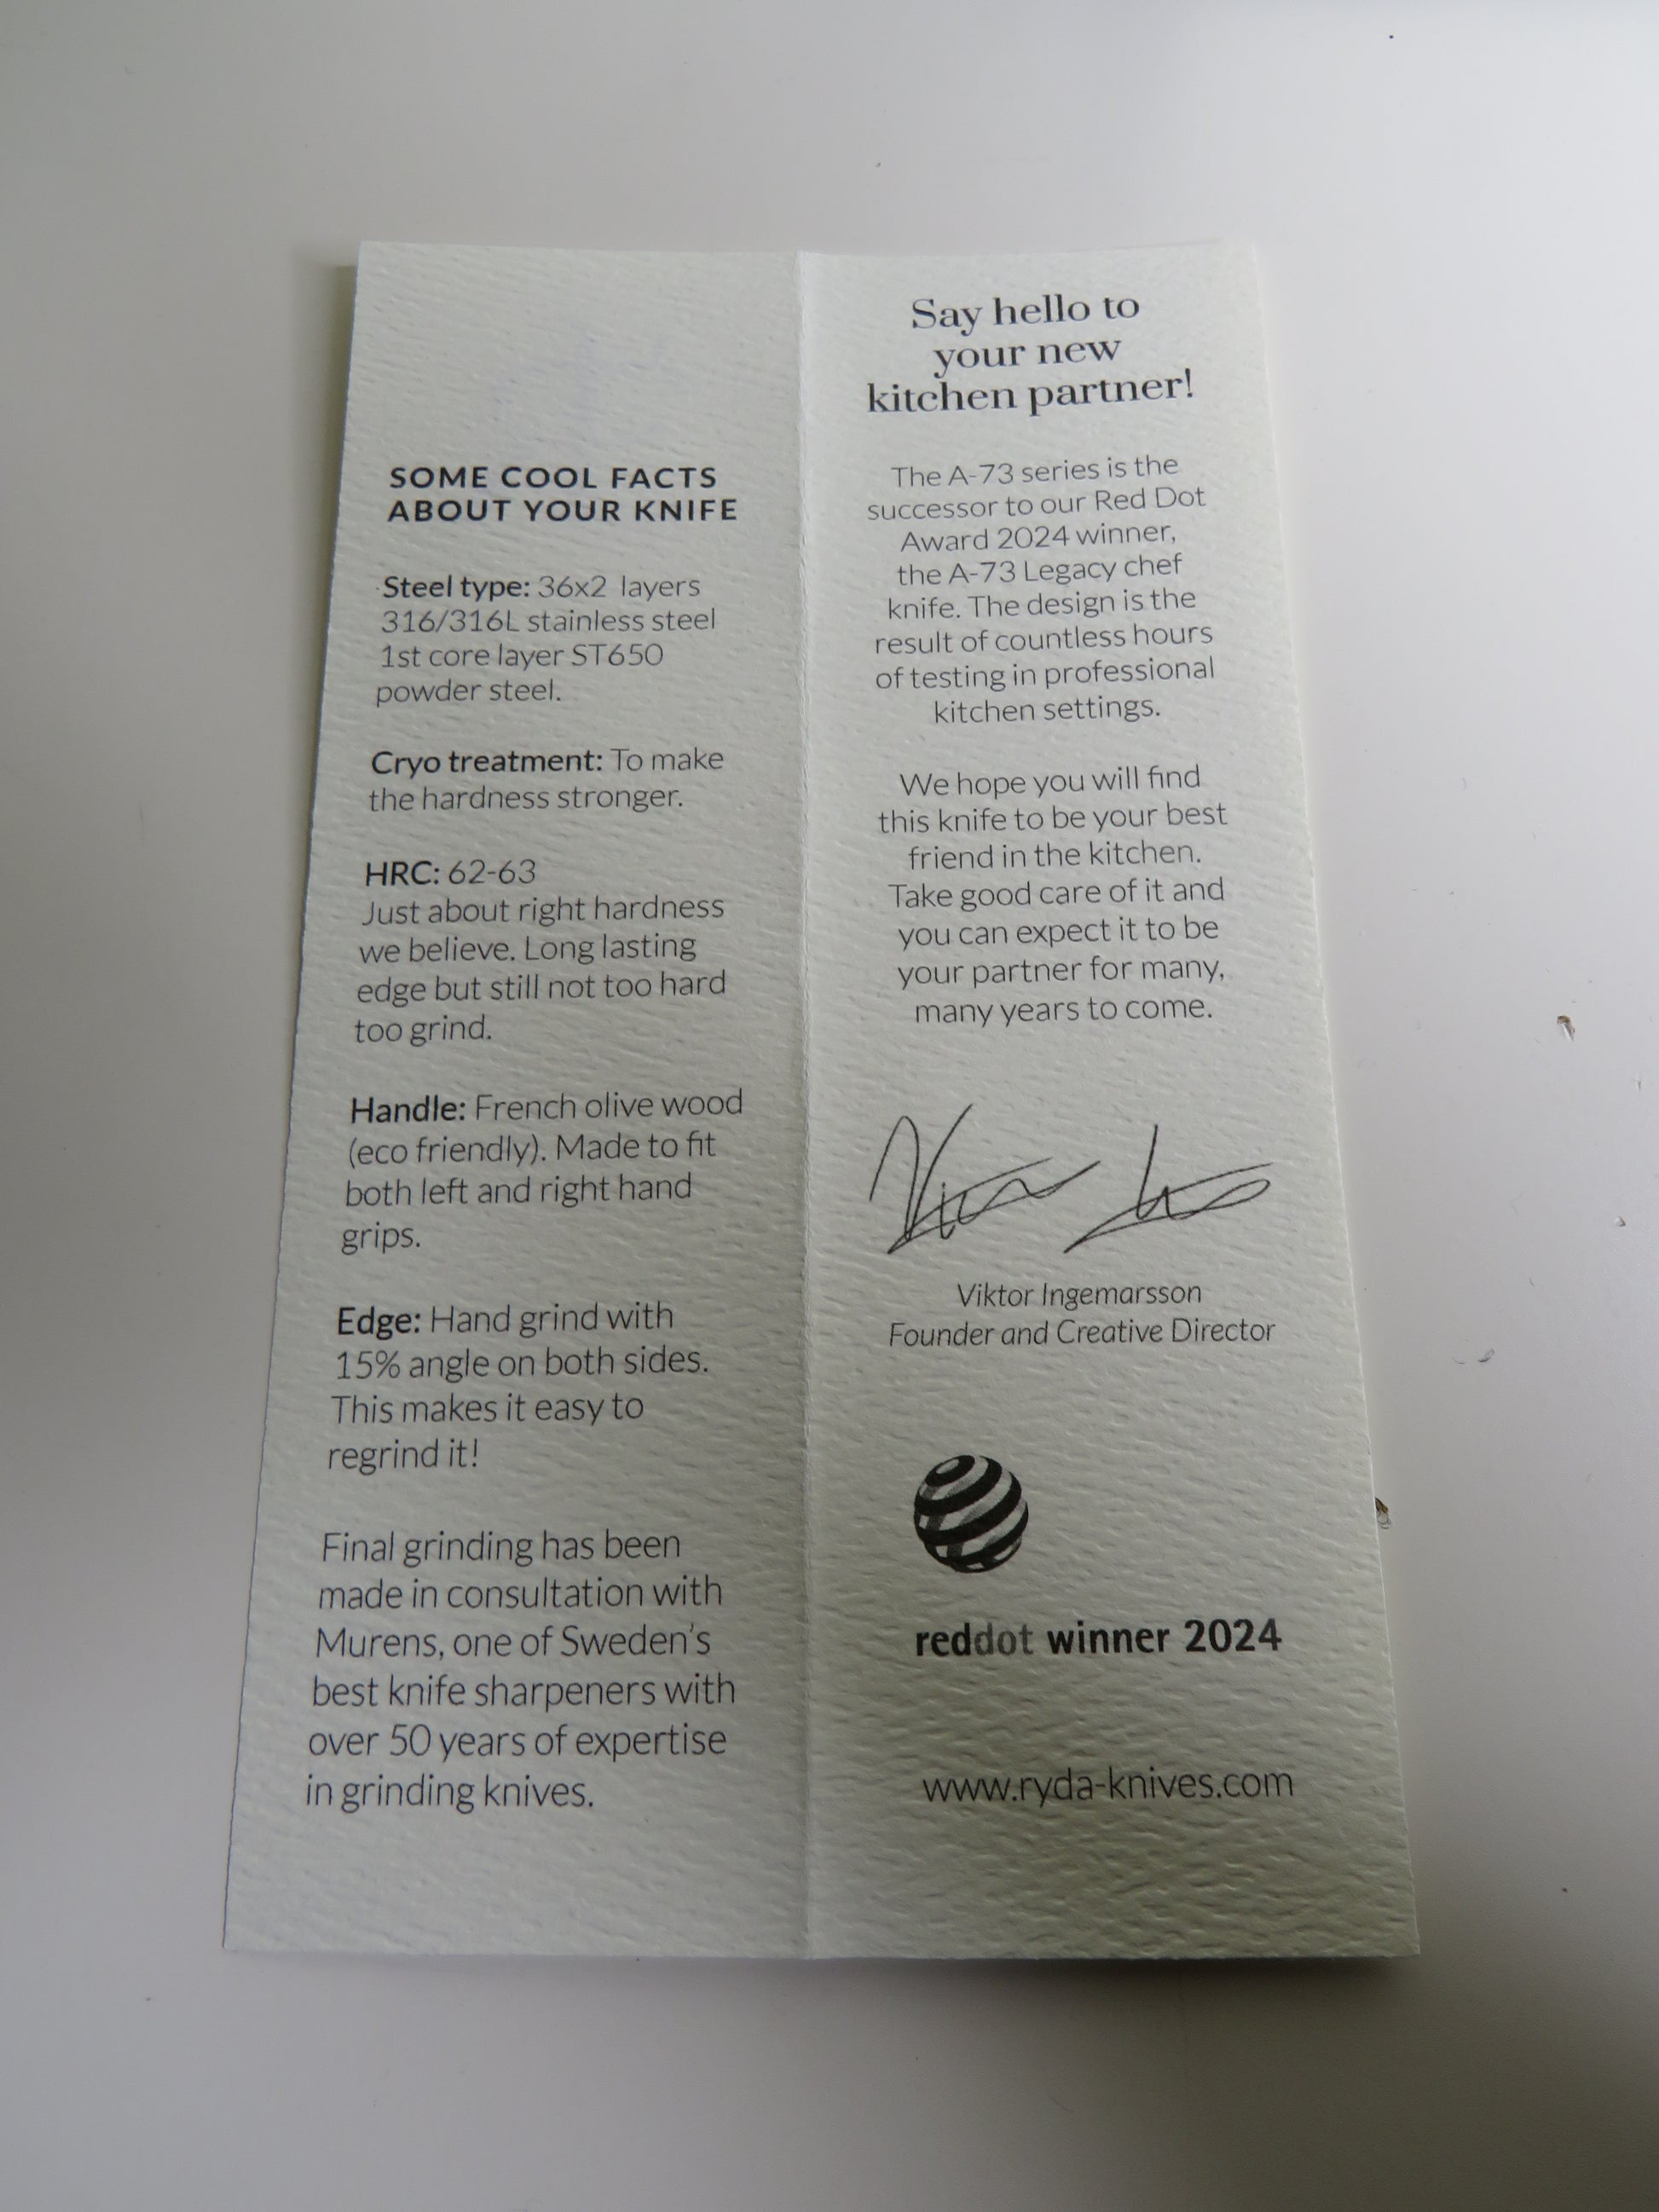 SOME COOL FACTS
ABOUT YOUR KNIFE
Steel type: 36x2 layers
316/316L stainless steel
1st core layer ST650
powder steel.
Cryo treatment: To make
the hardness stronger.
HRC: 62-63
Just about right hardness
we believe. Long lasting
edge but still not too hard
too grind.
Handle: French olive wood
(eco friendly). Made to fit
both left and right hand
grips.
Edge: Hand grind with
15% angle on both sides.
This makes it easy to
regrind it!
Final grinding has been
made in consultation with
Murens, one of Sweden's
best knife sharpeners with
over 50 years of expertise
in grinding knives.
Say hello to
your new
kitchen partner!
The A-73 series is the
successor to our Red Dot
Award 2024 winner,
the A-73 Legacy chef
knife. The design is the
result of countless hours
of testing in professional
kitchen settings.
We hope you will find
this knife to be your best
friend in the kitchen.
Take good care of it and
you can expect it to be
your partner for many,
many years to come.
Viktor Ingemarsson
Founder and Creative Director
reddot winner 2024
www.ryda-knives.com